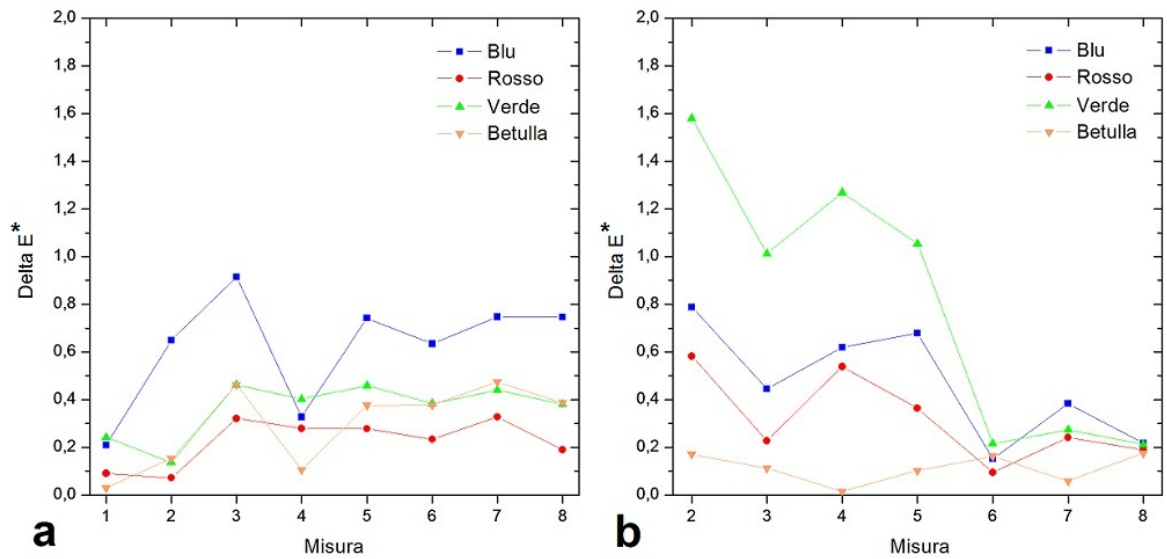 2,0
1,8
1,6
1,4
1,2
1,0
0,8
0,6
0,4
0,2
0,0
Delta E*
Blu
Rosso
Verde
Betulla
1 2 3 4 5 6 7 8
Misura
a
2,0
1,8
1,6
1,4
1,2
1,0
0,8
0,6
0,4
0,2
0,0
Delta E*
Blu
Rosso
Verde
Betulla
2 3 4 5 6 7 8
Misura
b